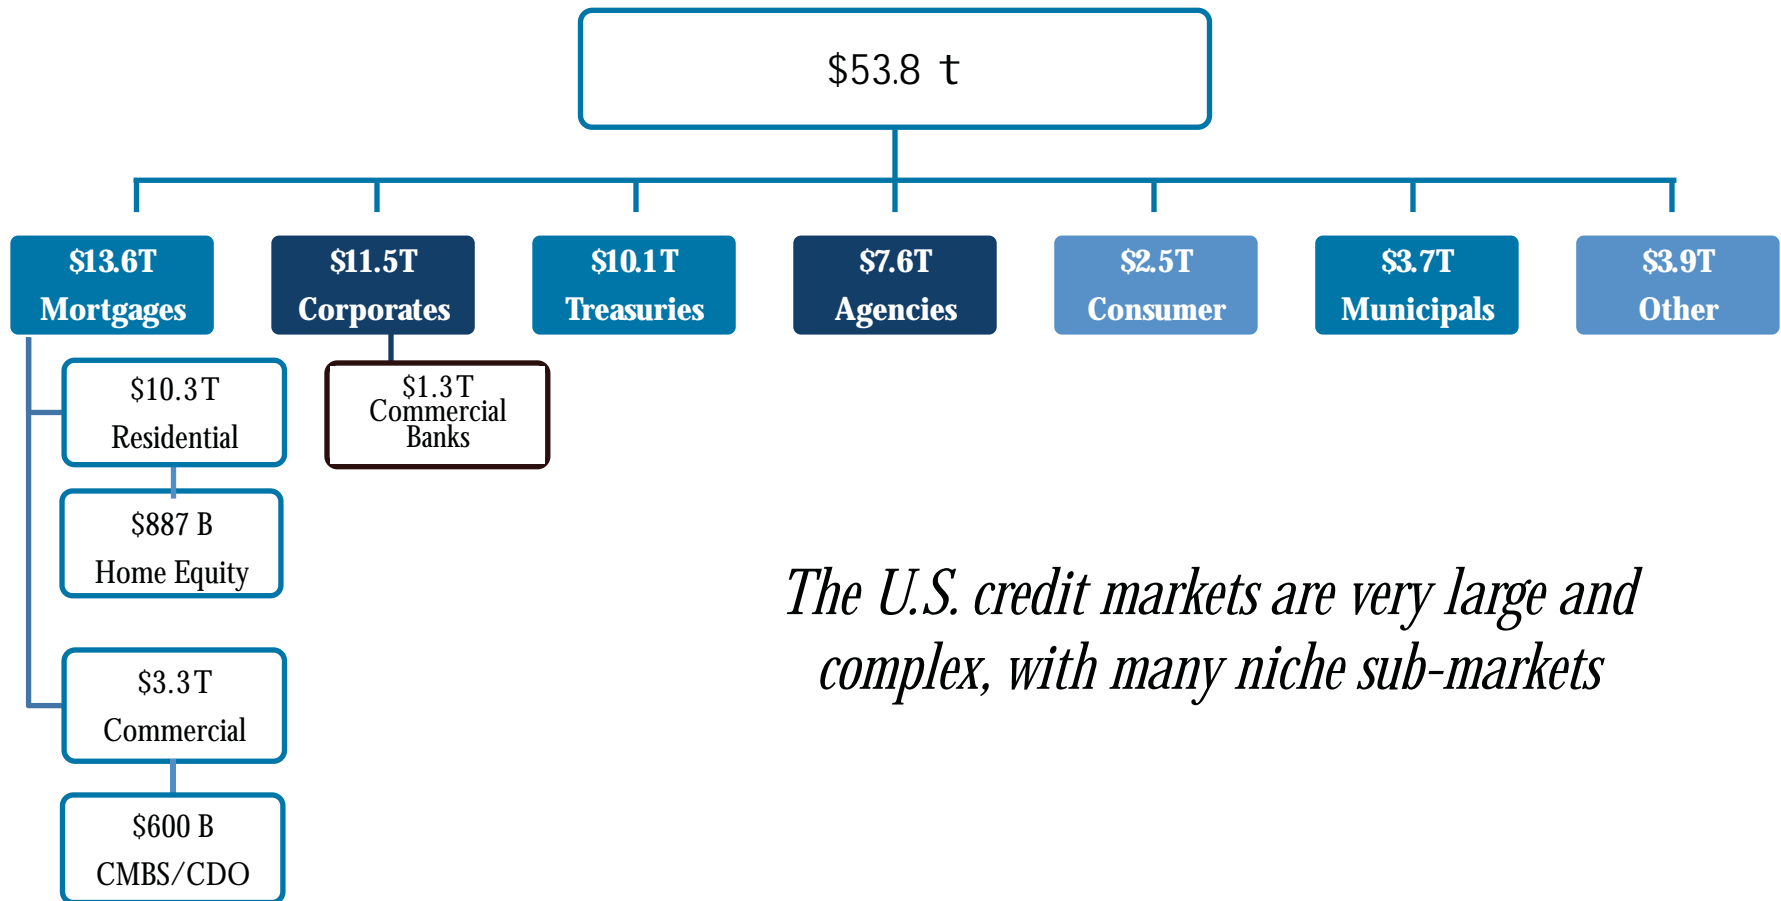 $53.8 t
$13.6T
Mortgages
$11.5T
Corporates
$10.1T
Treasuries
$7.6T
Agencies
$2.5T
Consumer
$3.7T
Municipals
$3.9T
Other
$10.3T
Residential
$1.3T
Commercial
Banks
$887 B
Home Equity
$3.3T
Commercial
$600 B
CMBS/CDO
The U.S. credit markets are very large and
complex, with many niche sub-markets